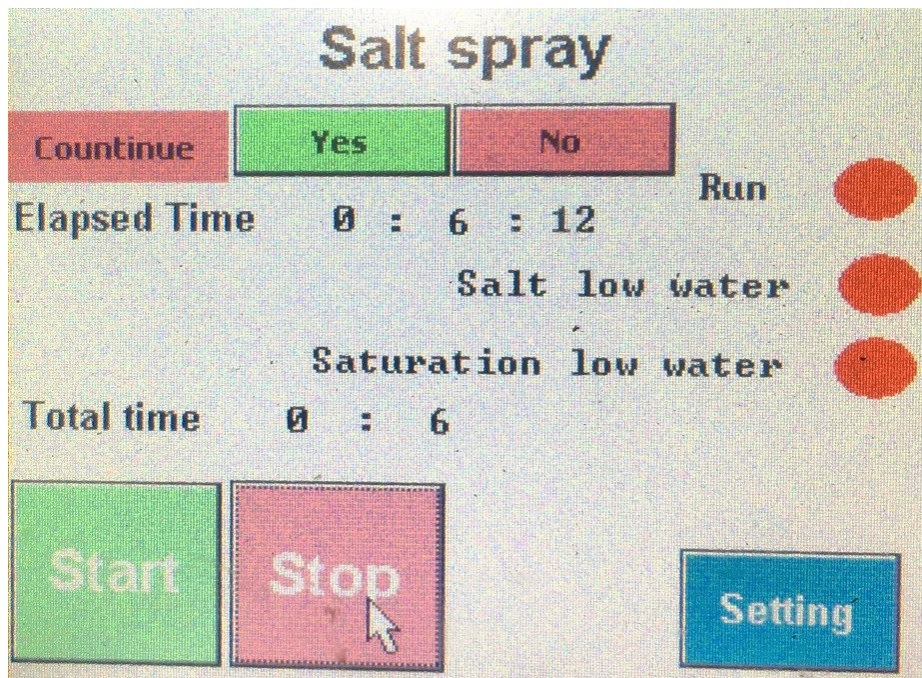 Salt spray
Countinue Yes No
Run
Elapsed Time 0 : 6 : 12
Salt low water
Saturation low water
Total time 0 : 6
Start Stop
Setting